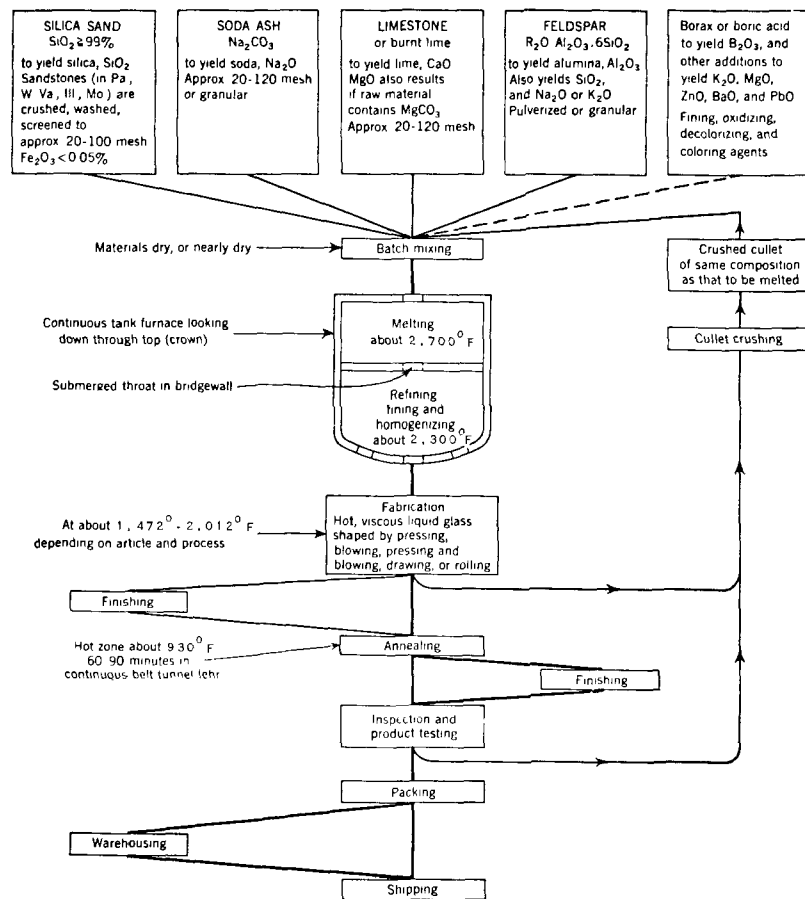 SILICA SAND
SiO₂≧99%
to yield silica, SiO₂
Sandstones (in Pa,
W Va, Ill, Mo) are
crushed, washed,
screened to
approx 20-100 mesh
Fe₂O₃<0.05%
SODA ASH
Na₂CO₃
to yield soda, Na₂O
Approx 20-120 mesh
or granular
LIMESTONE
or burnt lime
to yield lime, CaO
MgO also results
if raw material
contains MgCO₃
Approx 20-120 mesh
FELDSPAR
R₂O Al₂O₃.6SiO₂
to yield alumina, Al₂O₃
Also yields SiO₂,
and Na₂O or K₂O
Pulverized or granular
Borax or boric acid
to yield B₂O₃, and
other additions to
yield K₂O, MgO,
ZnO, BaO, and PbO
Fining, oxidizing,
decolorizing, and
coloring agents
Materials dry, or nearly dry
Batch mixing
Crushed cullet
of same composition
as that to be melted
Continuous tank furnace looking
down through top (crown)
Melting
about 2,700°F
Cullet crushing
Submerged throat in bridgewall
Refining
fining and
homogenizing
about 2,300°F
At about 1,472°-2,012°F
depending on article and process
Fabrication
Hot, viscous liquid glass
shaped by pressing,
blowing, pressing and
blowing, drawing, or rolling
Finishing
Hot zone about 930°F
60 90 minutes in
continuous belt tunnel lehr
Annealing
Finishing
Inspection and
product testing
Packing
Warehousing
Shipping